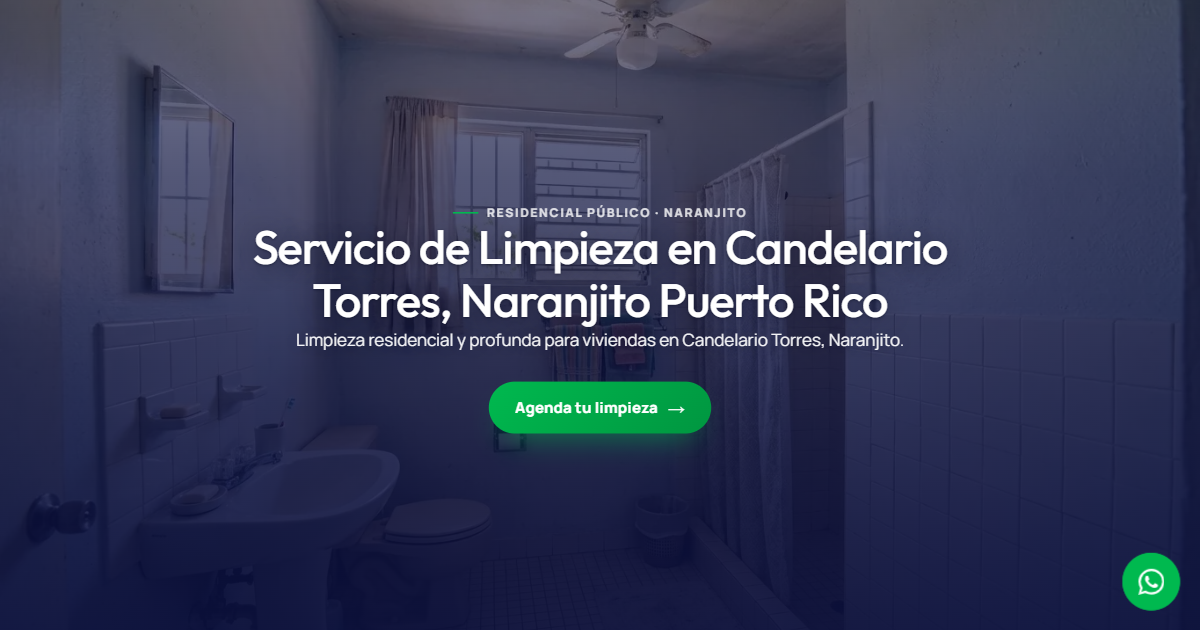 RESIDENCIAL PÚBLICO · NARANJITO
Servicio de Limpieza en Candelario
Torres, Naranjito Puerto Rico
Limpieza residencial y profunda para viviendas en Candelario Torres, Naranjito.
Agenda tu limpieza →